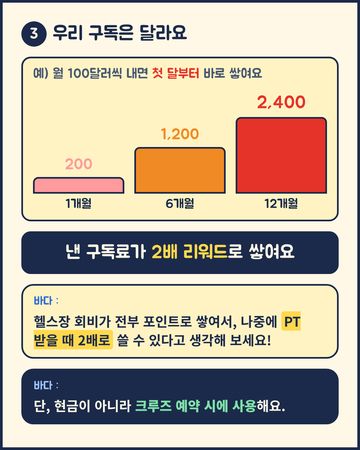 3 우리 구독은 달라요
예) 월 100달러씩 내면 첫 달부터 바로 쌓여요
2,400
1,200
200
1개월 6개월 12개월
낸 구독료가 2배 리워드로 쌓여요
바다 :
헬스장 회비가 전부 포인트로 쌓여서, 나중에 PT
받을 때 2배로 쓸 수 있다고 생각해 보세요!
바다 :
단, 현금이 아니라 크루즈 예약 시에 사용해요.